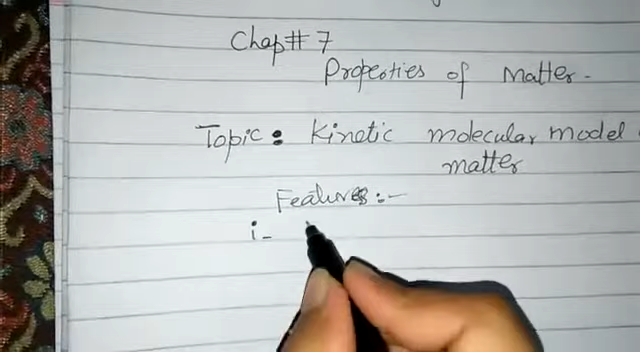 Chap# 7
Properties of Matter-
Topic: Kinetic molecular model
matter
Features:-
i-